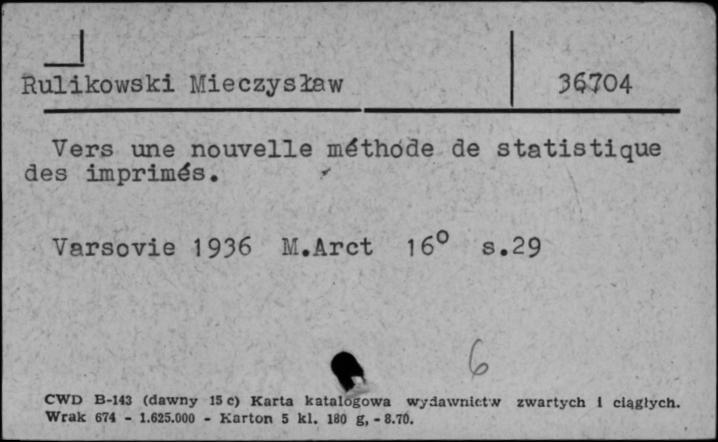 Rulikowski Mieczysław 36704
Vers une nouvelle méthode de statistique
des imprimés.
Varsovie 1936 M.Arct 16⁰ s.29
6
CWD B-143 (dawny 15 c) Karta katalogowa wydawnictw zwartych i ciągłych.
Wrak 674 - 1.625.000 - Karton 5 kl. 180 g, - 8.70.